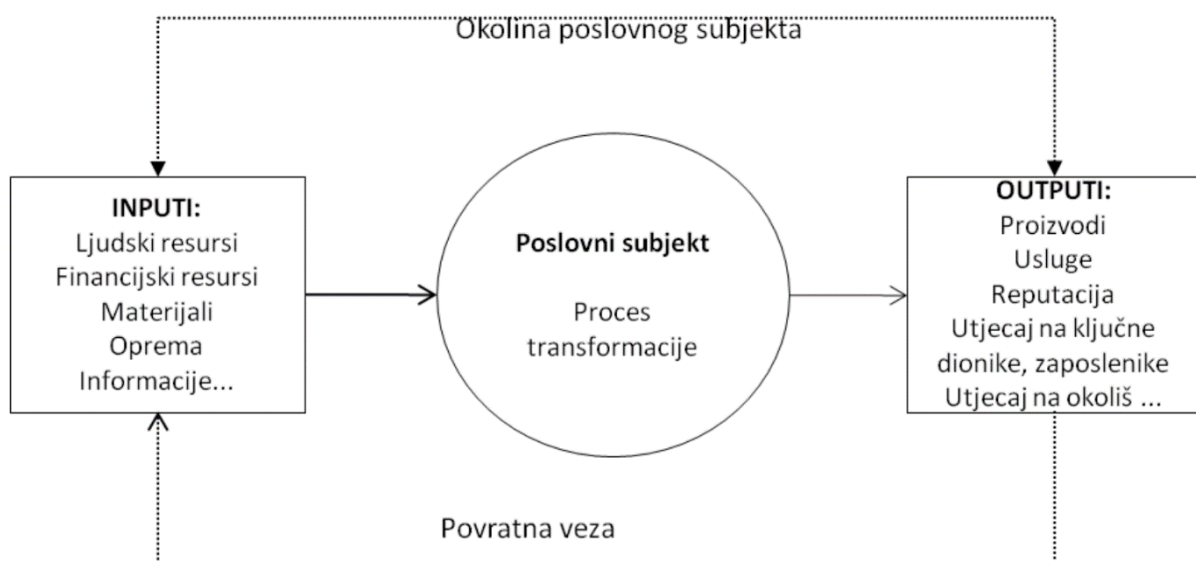 Okolina poslovnog subjekta
INPUTI:
Ljudski resursi
Financijski resursi
Materijali
Oprema
Informacije...
Poslovni subjekt
Proces
transformacije
OUTPUTI:
Proizvodi
Usluge
Reputacija
Utjecaj na ključne
dionike, zaposlenike
Utjecaj na okoliš ...
Povratna veza